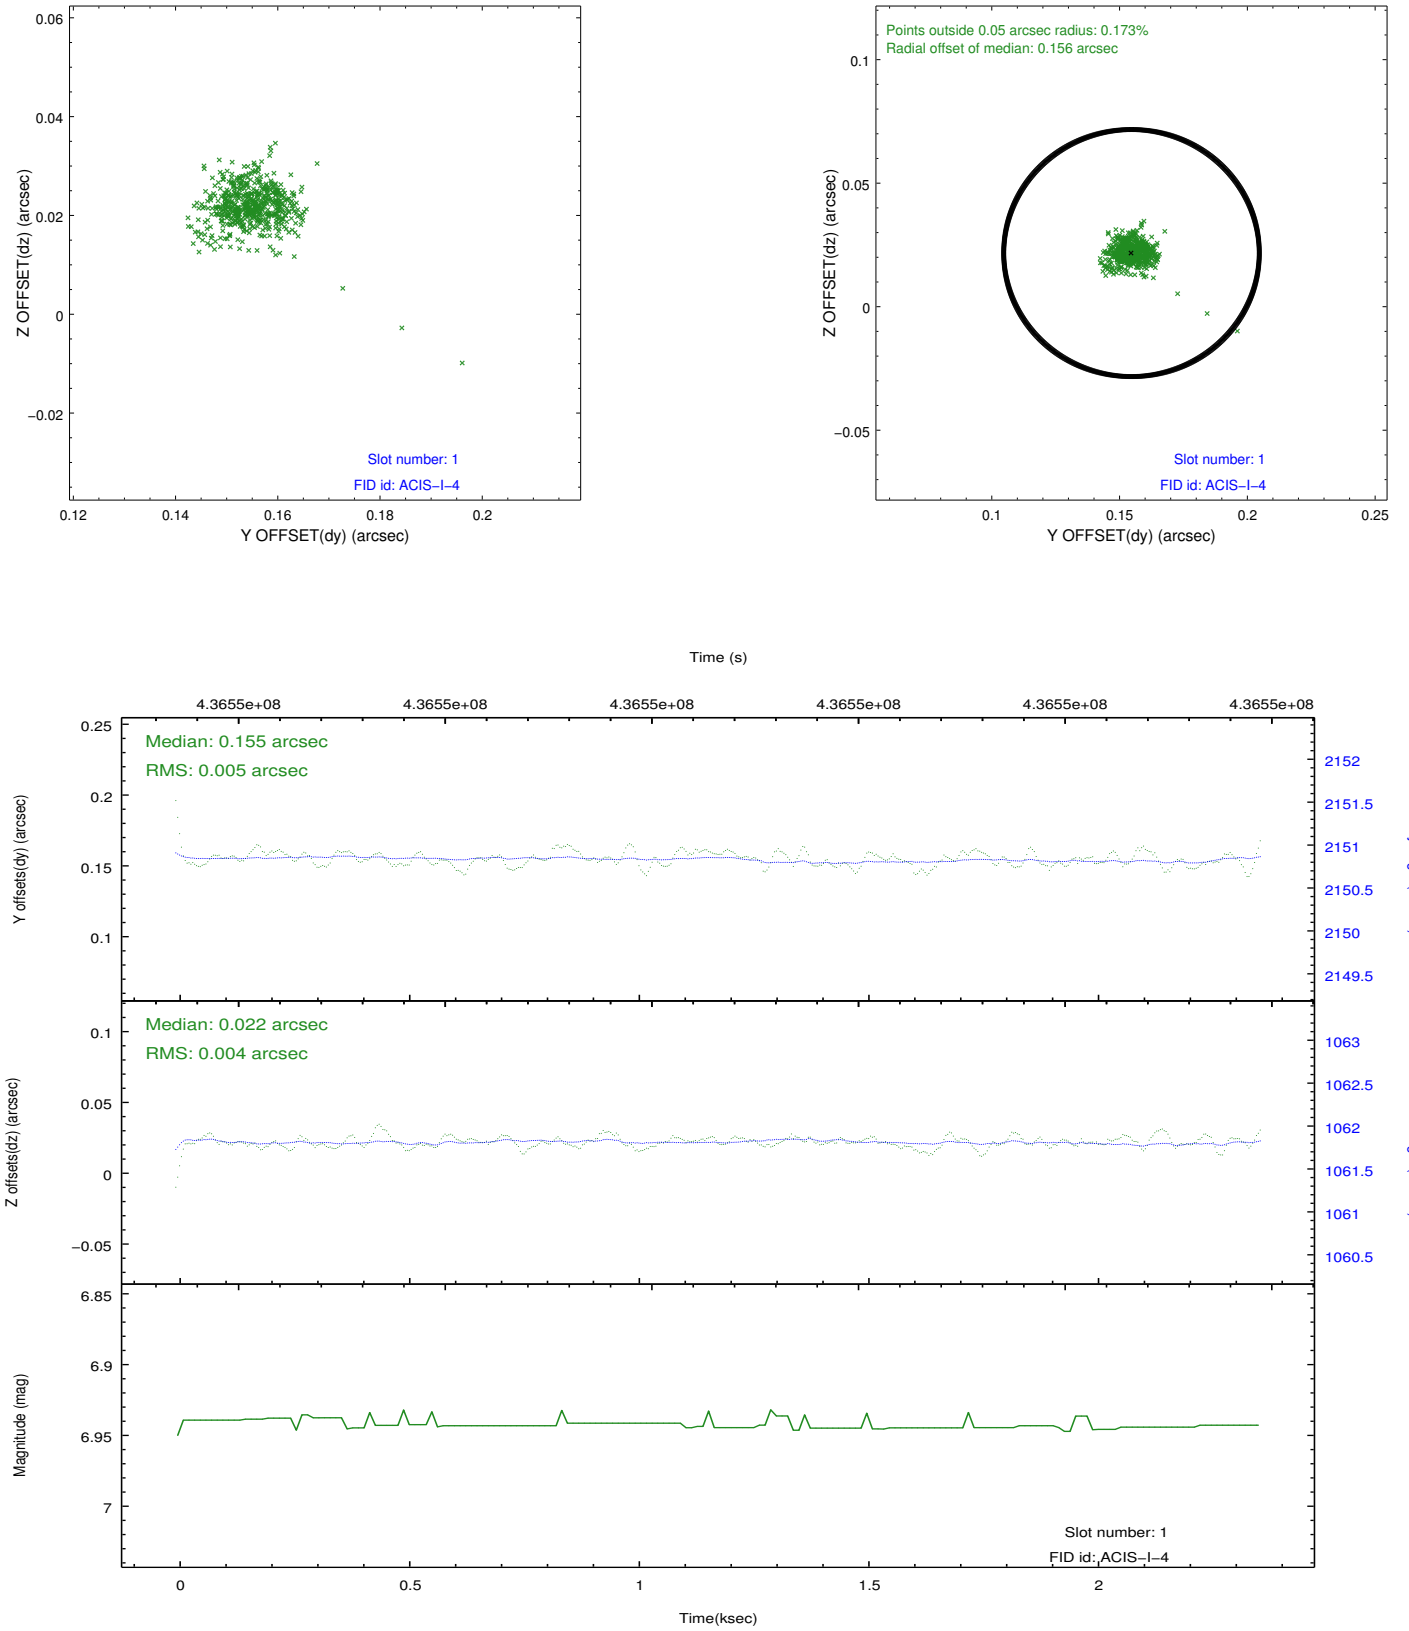 0.06
0.04
0.02
0
−0.02
Z OFFSET(dz) (arcsec)
Slot number: 1
FID id: ACIS−I−4
0.12 0.14 0.16 0.18 0.2
Y OFFSET(dy) (arcsec)
Points outside 0.05 arcsec radius: 0.173%
Radial offset of median: 0.156 arcsec
0.1
0.05
0
−0.05
Z OFFSET(dz) (arcsec)
Slot number: 1
FID id: ACIS−I−4
0.1 0.15 0.2 0.25
Y OFFSET(dy) (arcsec)
Time (s)
4.3655e+08 4.3655e+08 4.3655e+08 4.3655e+08 4.3655e+08 4.3655e+08
Median: 0.155 arcsec
RMS: 0.005 arcsec
0.25
0.2
0.15
0.1
Y offsets(dy) (arcsec)
2152
2151.5
2151
2150.5
2150
2149.5
Median: 0.022 arcsec
RMS: 0.004 arcsec
0.1
0.05
0
−0.05
Z offsets(dz) (arcsec)
1063
1062.5
1062
1061.5
1061
1060.5
6.85
6.9
6.95
7
Magnitude (mag)
Slot number: 1
FID id: ACIS−I−4
0 0.5 1 1.5 2
Time(ksec)